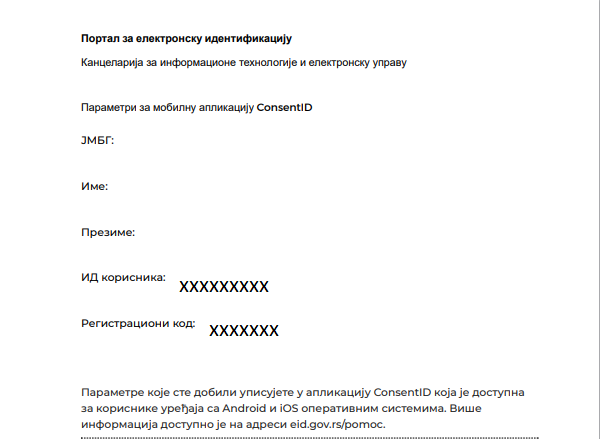 Портал за електронску идентификацију
Канцеларија за информационе технологије и електронску управу
Параметри за мобилну апликацију ConsentID
ЈМБГ:
Име:
Презиме:
ИД корисника: XXXXXXXXX
Регистрациони код: XXXXXXX
Параметре које сте добили уписујете у апликацију ConsentID која је доступна
за кориснике уређаја са Android и iOS оперативним системима. Више
информација доступно је на адреси eid.gov.rs/pomoc.